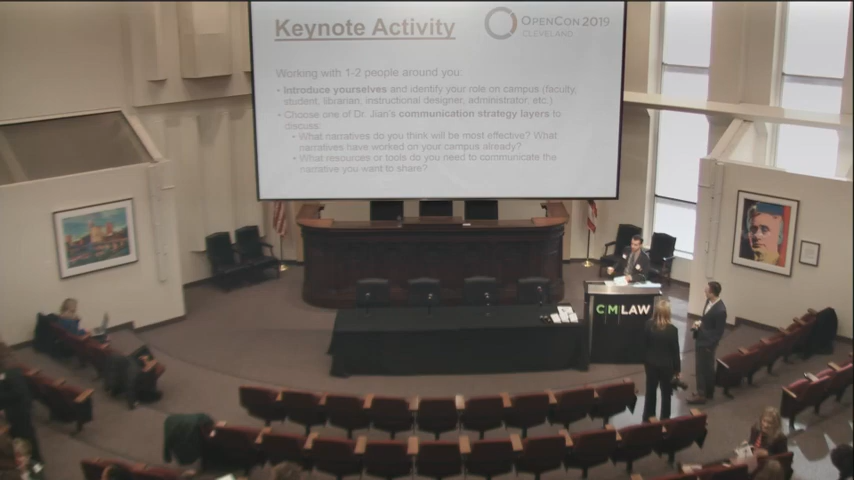 Keynote Activity
OPENCON 2019
CLEVELAND
Working with 1-2 people around you:
• Introduce yourselves and identify your role on campus (faculty,
student, librarian, instructional designer, administrator, etc.)
• Choose one of Dr. Jian's communication strategy layers to
discuss:
• What narratives do you think will be most effective? What
narratives have worked on your campus already?
• What resources or tools do you need to communicate the
narrative you want to share?
C|M LAW